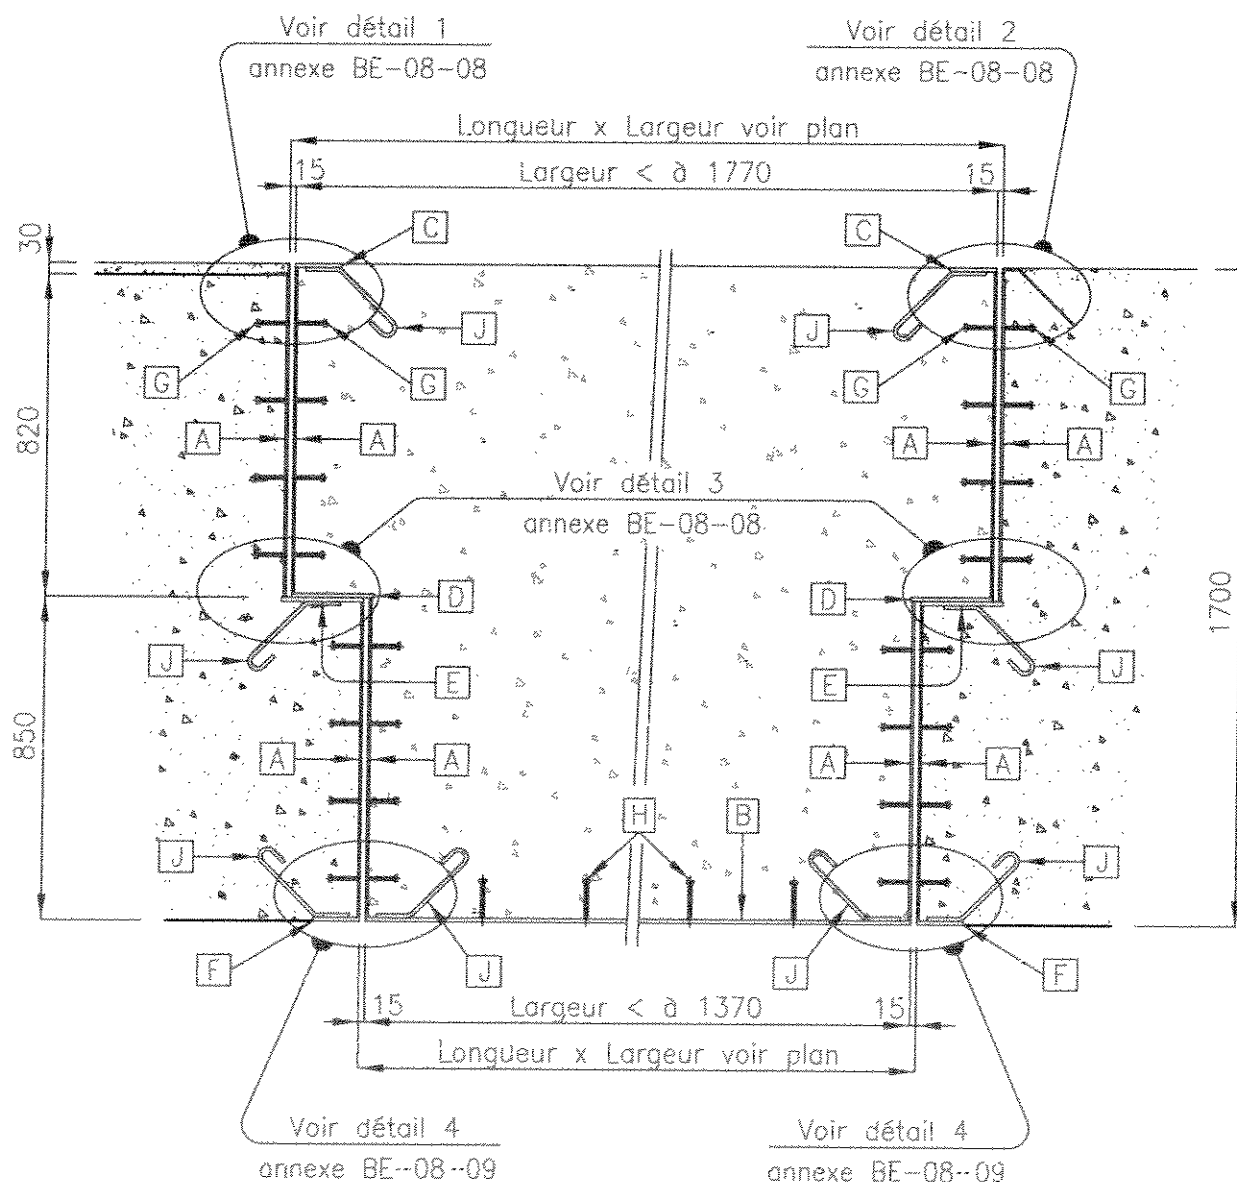 Voir détail 1
annexe BE-08-08
Voir détail 2
annexe BE-08-08
Longueur x Largeur voir plan
15
Largeur < à 1770
15
30
C
C
J
J
G
G
G
G
820
A
A
A
A
Voir détail 3
annexe BE-08-08
D
D
1700
J
E
E
J
850
A
A
A
A
H
B
J
J
F
J
J
F
15
Largeur < à 1370
15
Longueur x Largeur voir plan
Voir détail 4
annexe BE-08-09
Voir détail 4
annexe BE-08-09